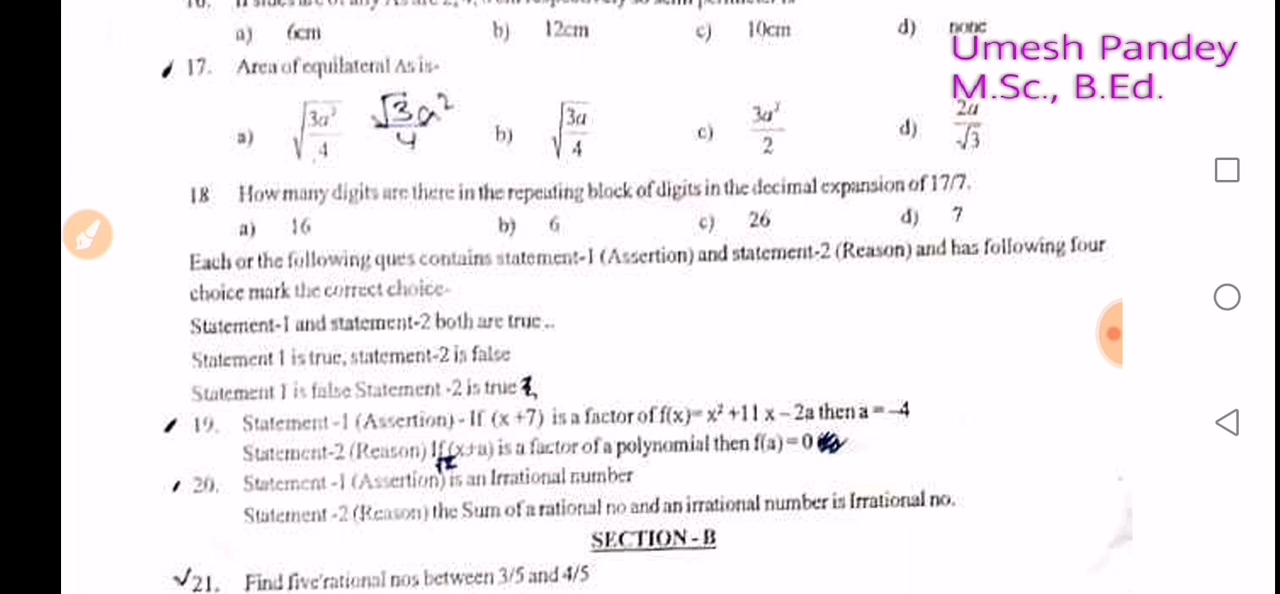 a) 6cm b) 12cm c) 10cm d) none
Umesh Pandey
M.Sc., B.Ed.
17. Area of equilateral ∆s is-
a) √3a²/4 √3a²/4 b) √3a/4 c) 3a²/2 d) 2a/√3
18 How many digits are there in the repeating block of digits in the decimal expansion of 17/7.
a) 16 b) 6 c) 26 d) 7
Each or the following ques contains statement-1 (Assertion) and statement-2 (Reason) and has following four
choice mark the correct choice-
Statement-1 and statement-2 both are true..
Statement 1 is true, statement-2 is false
Statement 1 is false Statement -2 is true
19. Statement -1 (Assertion) - If (x +7) is a factor of f(x)= x² +11 x – 2a then a = –4
Statement-2 (Reason) If (x+a) is a factor of a polynomial then f(a)=0
20. Statement -1 (Assertion) is an Irrational number
Statement -2 (Reason) the Sum of a rational no and an irrational number is Irrational no.
SECTION - B
√21. Find five rational nos between 3/5 and 4/5